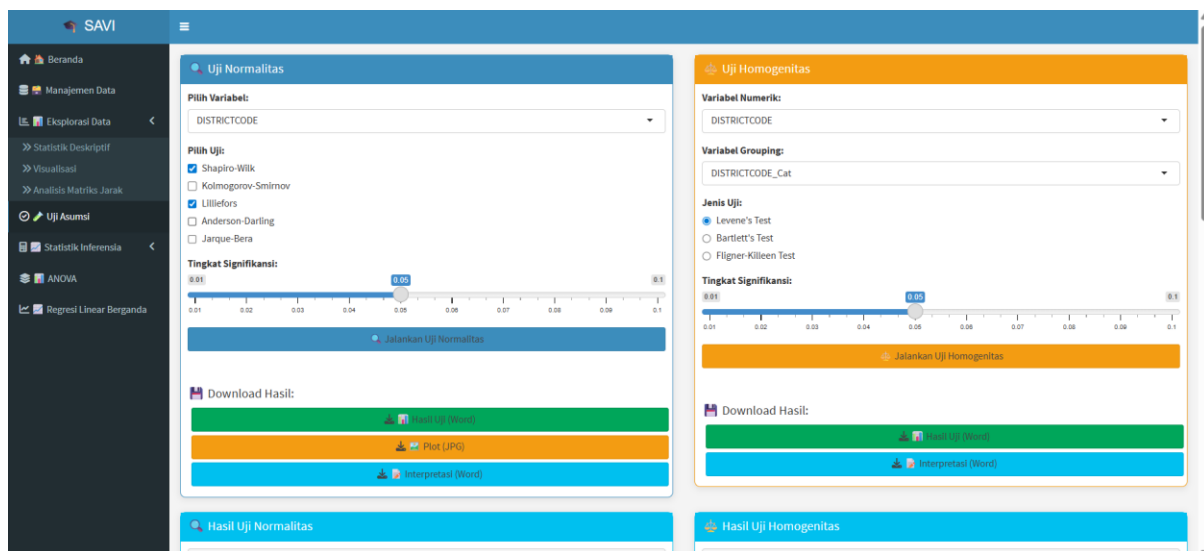 SAVI
Beranda
Manajemen Data
Eksplorasi Data
Statistik Deskriptif
Visualisasi
Analisis Matriks Jarak
Uji Asumsi
Statistik Inferensia
ANOVA
Regresi Linear Berganda
Uji Normalitas
Pilih Variabel:
DISTRICTCODE
Pilih Uji:
Shapiro-Wilk
Kolmogorov-Smirnov
Lilliefors
Anderson-Darling
Jarque-Bera
Tingkat Signifikansi:
0.01 0.05 0.1
0.01 0.02 0.03 0.04 0.05 0.06 0.07 0.08 0.09 0.1
Jalankan Uji Normalitas
Download Hasil:
Hasil Uji (Word)
Plot (JPG)
Interpretasi (Word)
Hasil Uji Normalitas
Uji Homogenitas
Variabel Numerik:
DISTRICTCODE
Variabel Grouping:
DISTRICTCODE_Cat
Jenis Uji:
Levene's Test
Bartlett's Test
Fligner-Killeen Test
Tingkat Signifikansi:
0.01 0.05 0.1
0.01 0.02 0.03 0.04 0.05 0.06 0.07 0.08 0.09 0.1
Jalankan Uji Homogenitas
Download Hasil:
Hasil Uji (Word)
Interpretasi (Word)
Hasil Uji Homogenitas